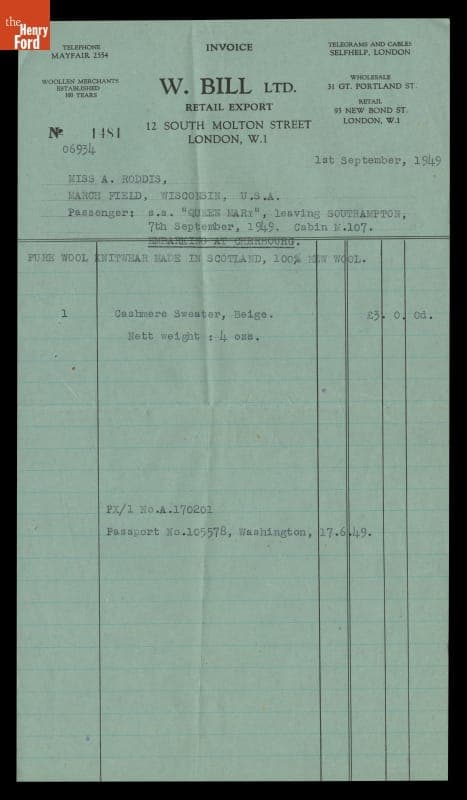 the
Henry
Ford
TELEPHONE
MAYFAIR 2554
INVOICE
TELEGRAMS AND CABLES
SELFHELP, LONDON
WOOLLEN MERCHANTS
ESTABLISHED
100 YEARS
W. BILL LTD.
RETAIL EXPORT
WHOLESALE
31 GT. PORTLAND ST.
RETAIL
93 NEW BOND ST.
LONDON, W.1
№ 1481
12 SOUTH MOLTON STREET
LONDON, W.1
06934
1st September, 1949
MISS A. RODDIS,
MARCH FIELD, WISCONSIN, U.S.A.
Passenger: s.s. "QUEEN MARY", leaving SOUTHAMPTON,
7th September, 1949. Cabin M.107.
EMBARKING AT CHERBOURG.
PURE WOOL KNITWEAR MADE IN SCOTLAND, 100% NEW WOOL.
1 Cashmere Sweater, Beige. £3. 0. 0d.
Nett weight : 4 ozs.
PX/1 No.A.170201
Passport No.105578, Washington, 17.6.49.